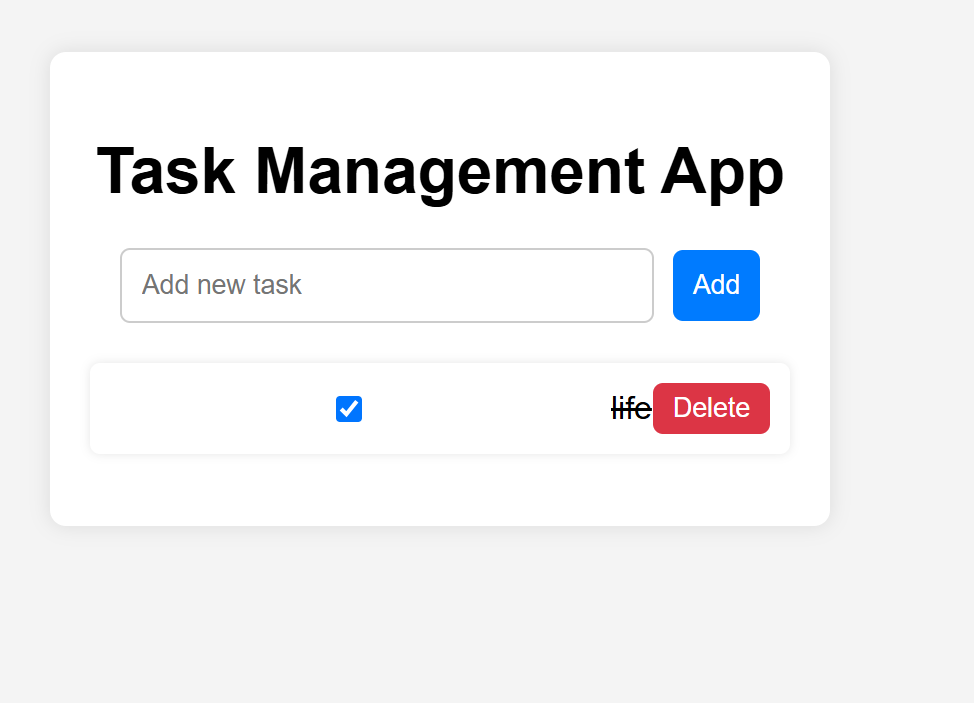 Task Management App
Add new task
Add
life
Delete